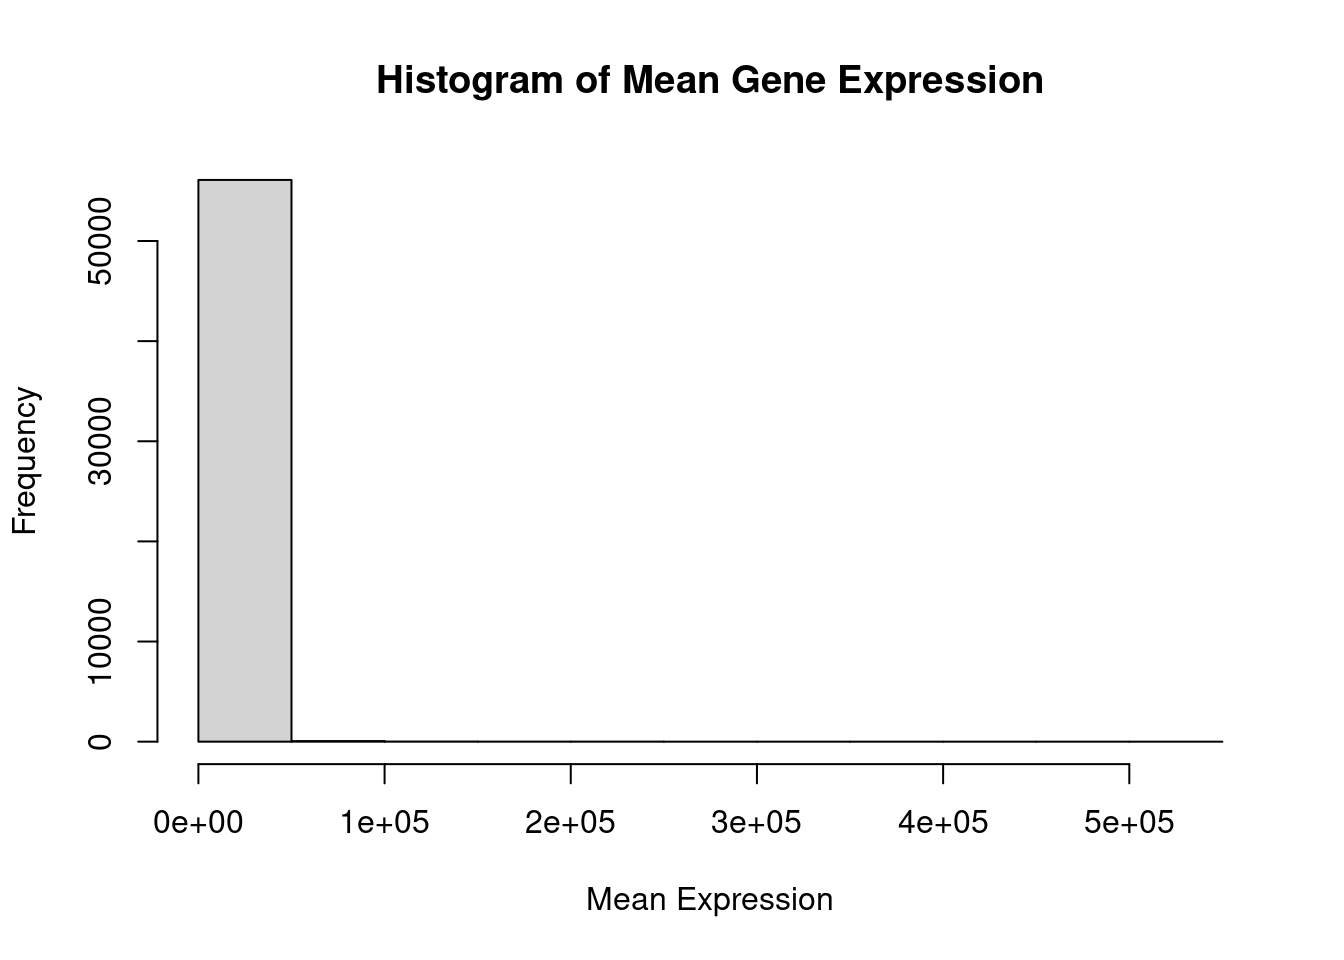 Histogram of Mean Gene Expression
Frequency
50000
30000
10000
0
0e+00 1e+05 2e+05 3e+05 4e+05 5e+05
Mean Expression